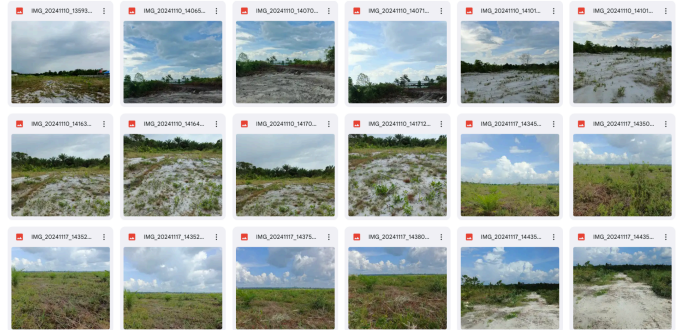 IMG_20241110_13593...
IMG_20241110_14065...
IMG_20241110_14070...
IMG_20241110_14071...
IMG_20241110_14101...
IMG_20241110_14101...
IMG_20241110_14163...
IMG_20241110_14164...
IMG_20241110_14170...
IMG_20241110_141712...
IMG_20241117_14345...
IMG_20241117_14350...
IMG_20241117_14352...
IMG_20241117_14352...
IMG_20241117_14375...
IMG_20241117_14380...
IMG_20241117_14435...
IMG_20241117_14435...